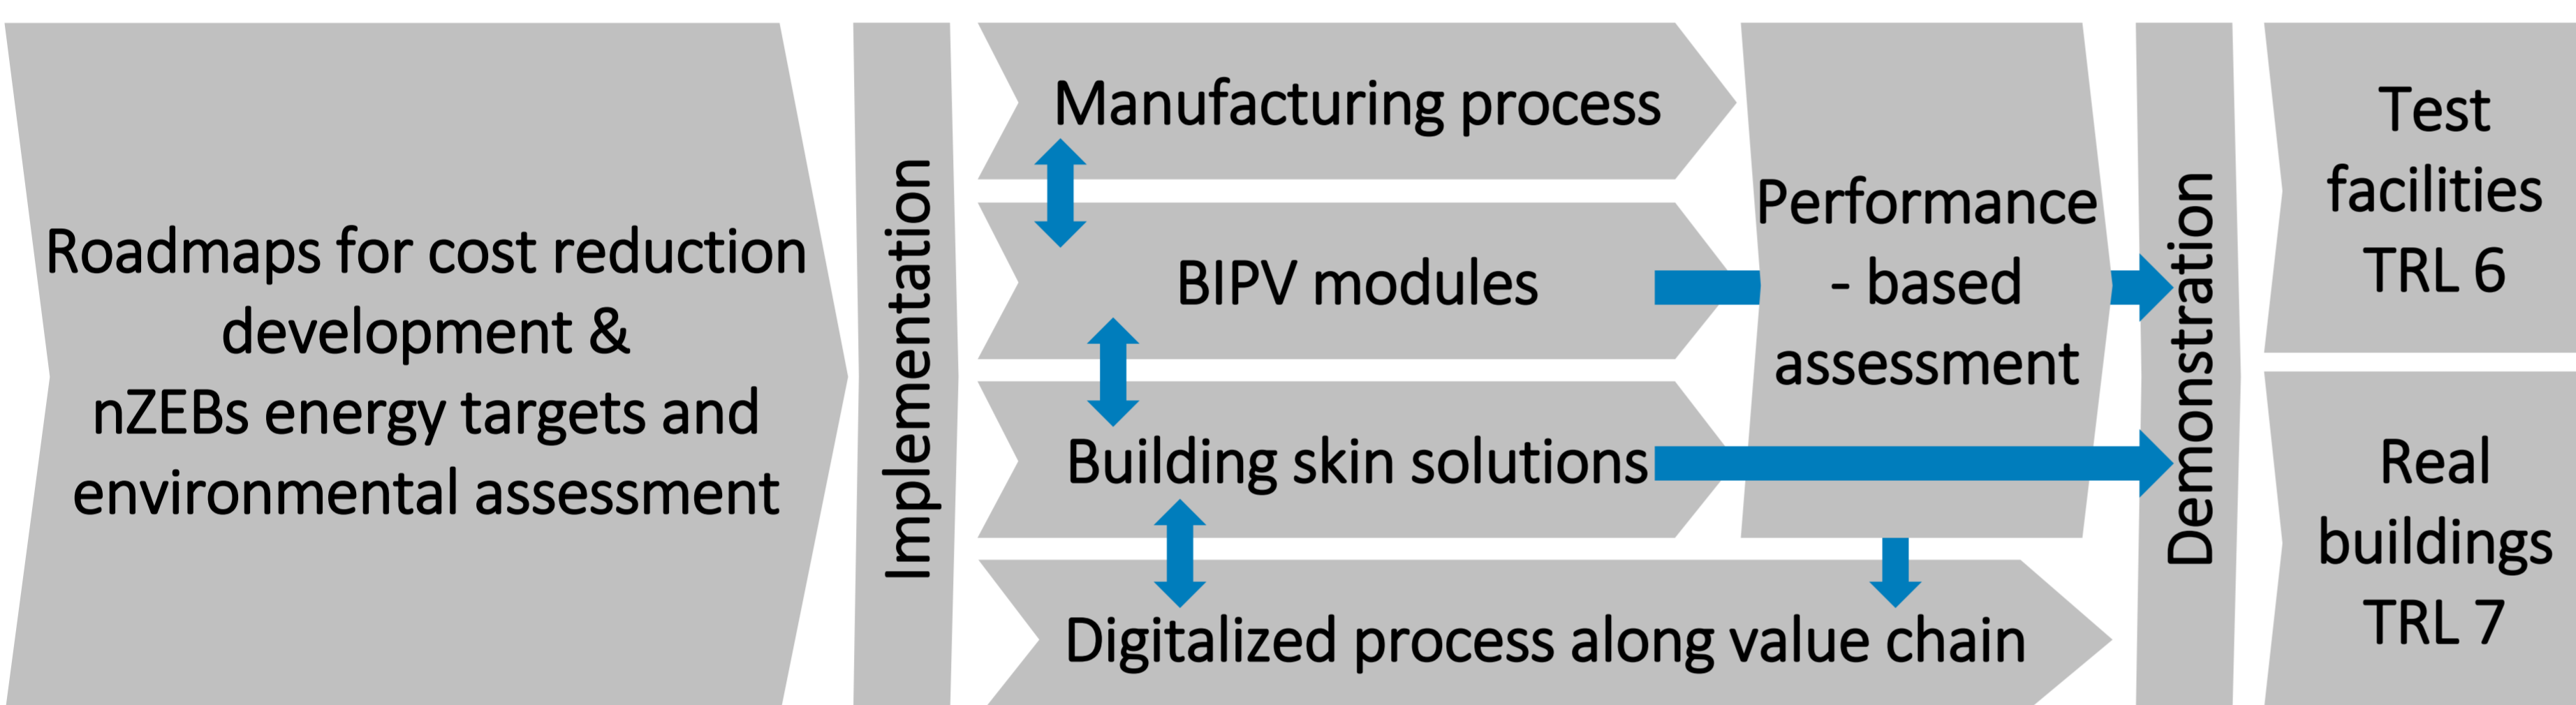 Roadmaps for cost reduction
development &
nZEBs energy targets and
environmental assessment
Implementation
Manufacturing process
BIPV modules
Building skin solutions
Digitalized process along value chain
Performance
- based
assessment
Demonstration
Test
facilities
TRL 6
Real
buildings
TRL 7